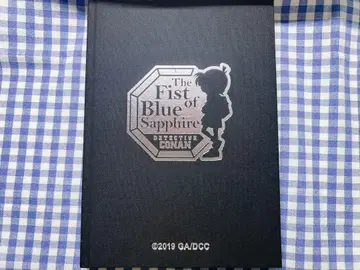 The
Fist
of
Blue
Sapphire
DETECTIVE
CONAN
©2019 GA/DCC